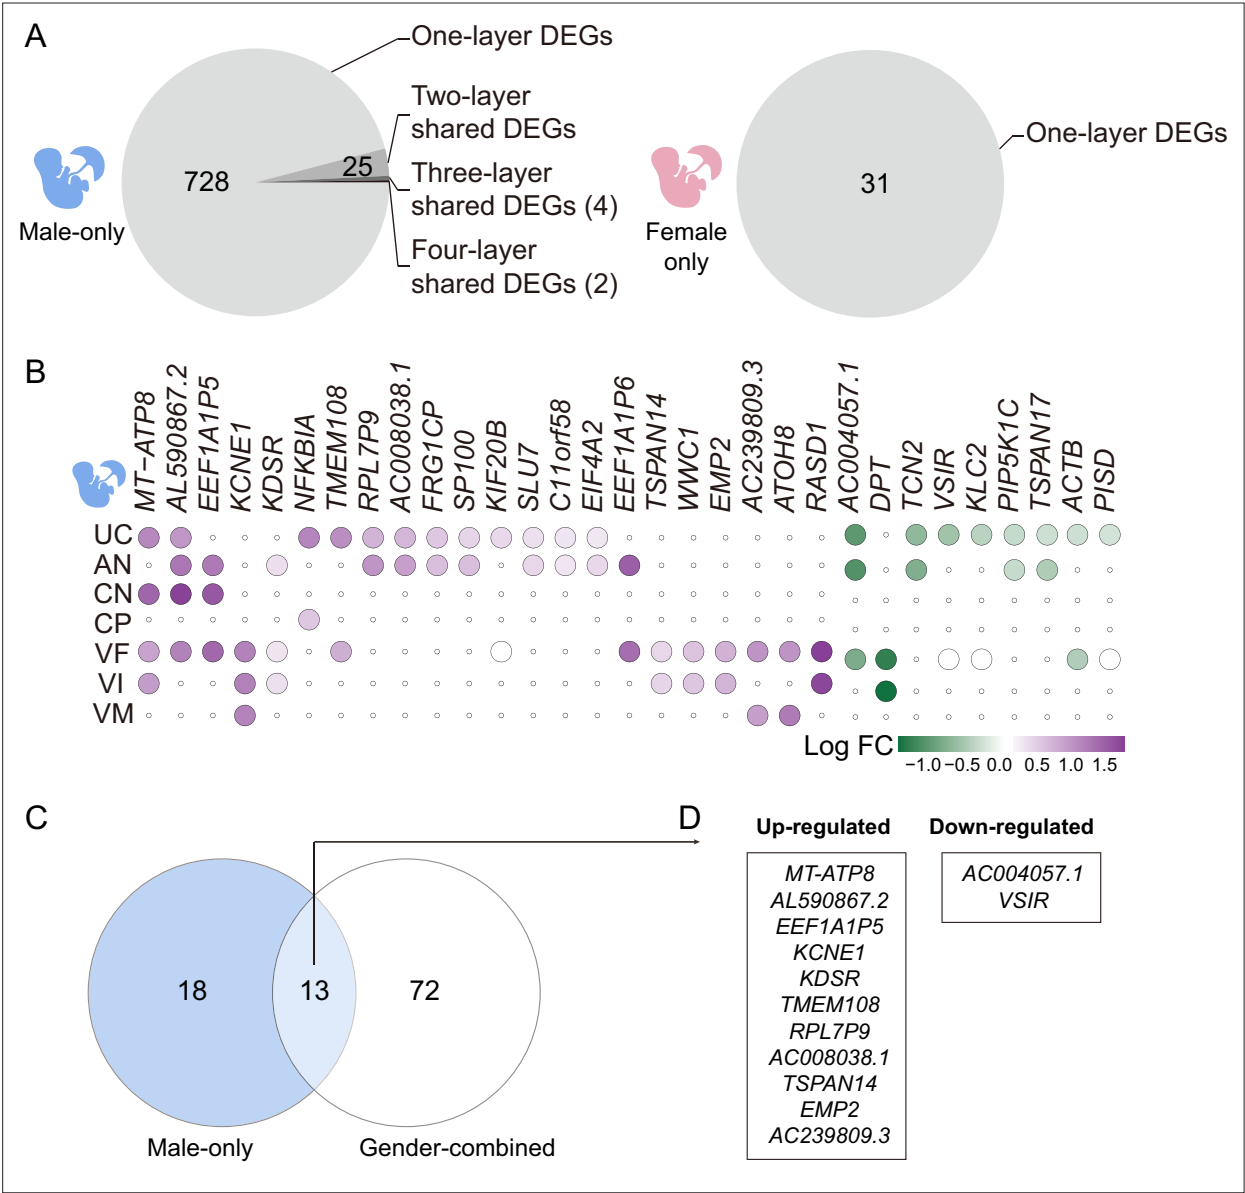 A
One-layer DEGs
Two-layer
shared DEGs
Three-layer
shared DEGs (4)
Four-layer
shared DEGs (2)
728
25
Male-only
One-layer DEGs
31
Female
only
B
MT-ATP8
AL590867.2
EEF1A1P5
KCNE1
KDSR
NFKBIA
TMEM108
RPL7P9
AC008038.1
FRG1CP
SP100
KIF20B
SLU7
C11orf58
EIF4A2
EEF1A1P6
TSPAN14
WWC1
EMP2
AC239809.3
ATOH8
RASD1
AC004057.1
DPT
TCN2
VSIR
KLC2
PIP5K1C
TSPAN17
ACTB
PISD
UC
AN
CN
CP
VF
VI
VM
Log FC
−1.0 −0.5 0.0 0.5 1.0 1.5
C
18
13
72
Male-only
Gender-combined
D
Up-regulated
MT-ATP8
AL590867.2
EEF1A1P5
KCNE1
KDSR
TMEM108
RPL7P9
AC008038.1
TSPAN14
EMP2
AC239809.3
Down-regulated
AC004057.1
VSIR